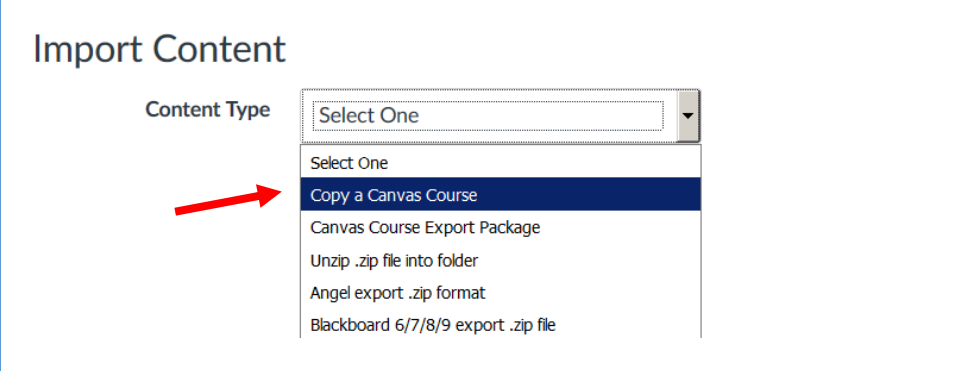 Import Content
Content Type
Select One
Select One
Copy a Canvas Course
Canvas Course Export Package
Unzip .zip file into folder
Angel export .zip format
Blackboard 6/7/8/9 export .zip file